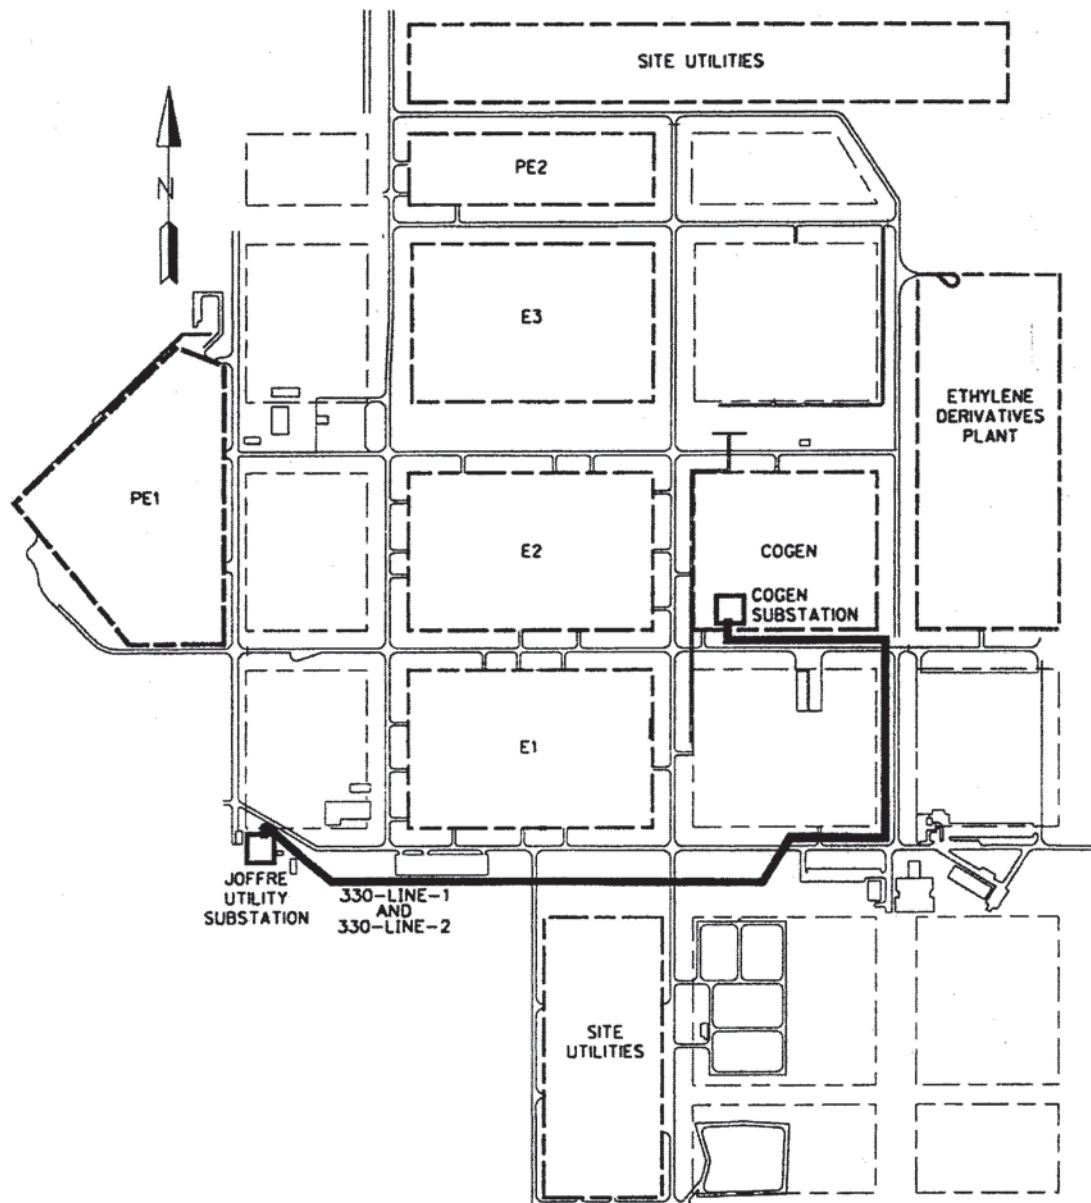 SITE UTILITIES
PE2
N
E3
ETHYLENE
DERIVATIVES
PLANT
PE1
E2
COGEN
COGEN
SUBSTATION
E1
JOFFRE
UTILITY
SUBSTATION
330-LINE-1
AND
330-LINE-2
SITE
UTILITIES